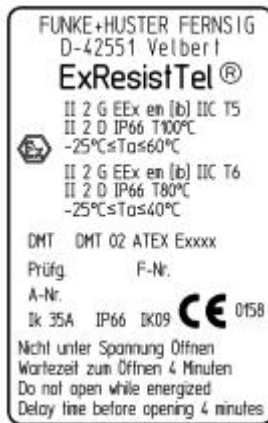 FUNKE+HUSTER FERNSIG
D-42551 Velbert
ExResistTel ®
II 2 G EEx em [ib] IIC T5
II 2 D IP66 T100°C
-25°C≤Ta≤60°C
Ex
II 2 G EEx em [ib] IIC T6
II 2 D IP66 T80°C
-25°C≤Ta≤40°C
DMT DMT 02 ATEX Exxxx
Prüfg. F-Nr.
A-Nr.
Ik 35A IP66 IK09 CE 0158
Nicht unter Spannung Öffnen
Wartezeit zum Öffnen 4 Minuten
Do not open while energized
Delay time before opening 4 minutes